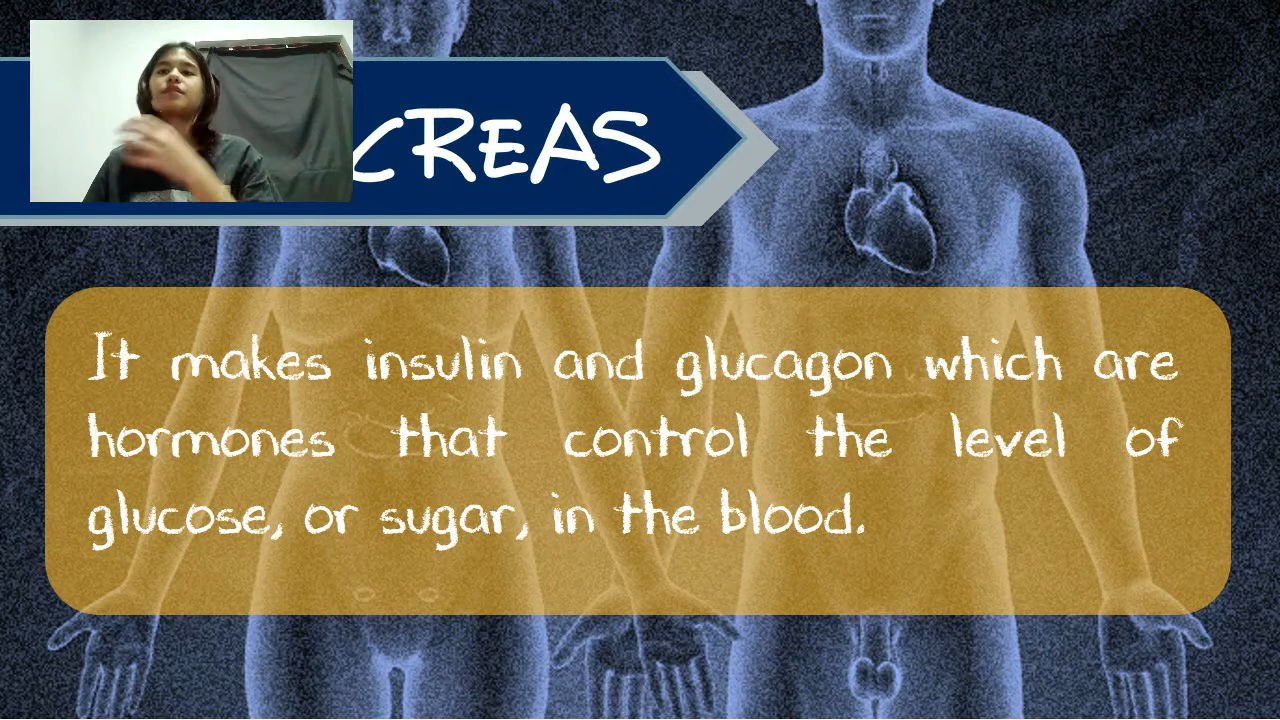 CREAS
It makes insulin and glucagon which are
hormones that control the level of
glucose, or sugar, in the blood.